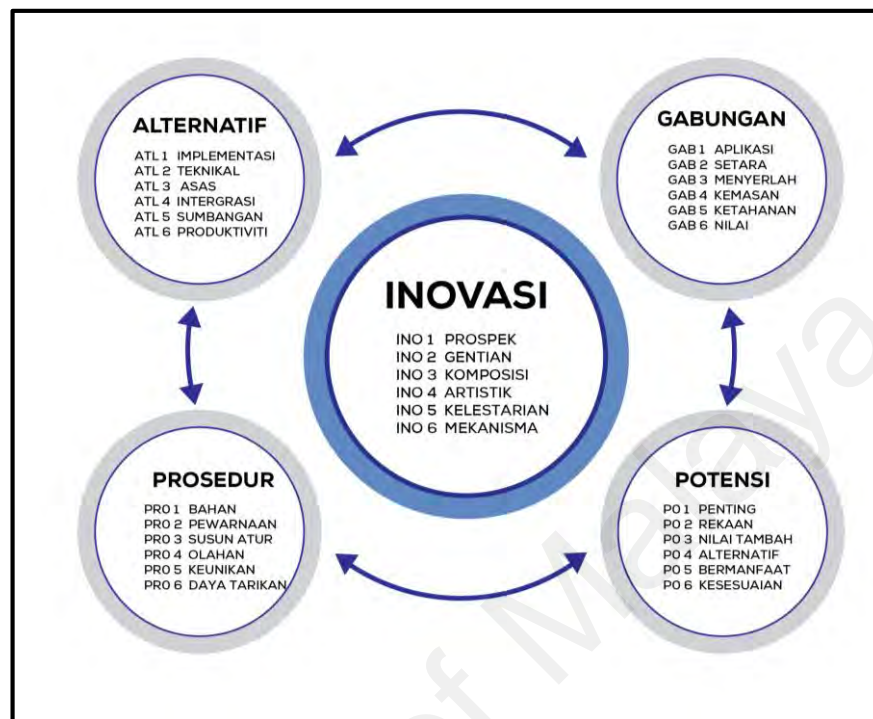 ALTERNATIF
ATL 1 IMPLEMENTASI
ATL 2 TEKNIKAL
ATL 3 ASAS
ATL 4 INTERGRASI
ATL 5 SUMBANGAN
ATL 6 PRODUKTIVITI
GABUNGAN
GAB 1 APLIKASI
GAB 2 SETARA
GAB 3 MENYERLAH
GAB 4 KEMASAN
GAB 5 KETAHANAN
GAB 6 NILAI
INOVASI
INO 1 PROSPEK
INO 2 GENTIAN
INO 3 KOMPOSISI
INO 4 ARTISTIK
INO 5 KELESTARIAN
INO 6 MEKANISMA
PROSEDUR
PRO 1 BAHAN
PRO 2 PEWARNAAN
PRO 3 SUSUN ATUR
PRO 4 OLAHAN
PRO 5 KEUNIKAN
PRO 6 DAYA TARIKAN
POTENSI
PO 1 PENTING
PO 2 REKAAN
PO 3 NILAI TAMBAH
PO 4 ALTERNATIF
PO 5 BERMANFAAT
PO 6 KESESUAIAN
of Malaya